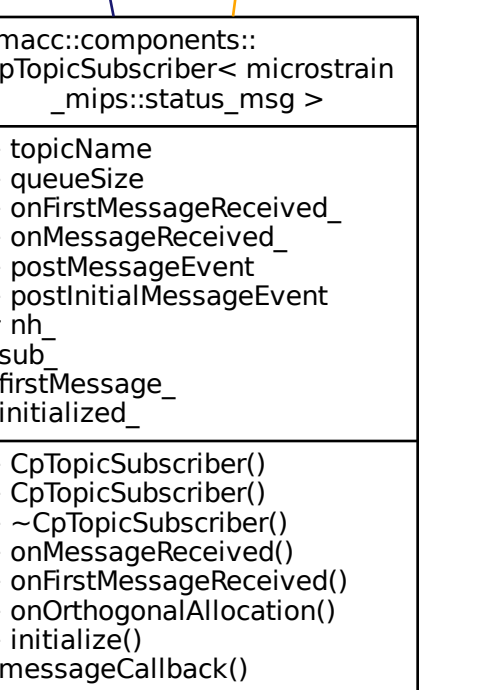 macc::components::
pTopicSubscriber< microstrain
_mips::status_msg >
topicName
queueSize
onFirstMessageReceived_
onMessageReceived_
postMessageEvent
postInitialMessageEvent
nh_
sub_
firstMessage_
initialized_
CpTopicSubscriber()
CpTopicSubscriber()
~CpTopicSubscriber()
onMessageReceived()
onFirstMessageReceived()
onOrthogonalAllocation()
initialize()
messageCallback()